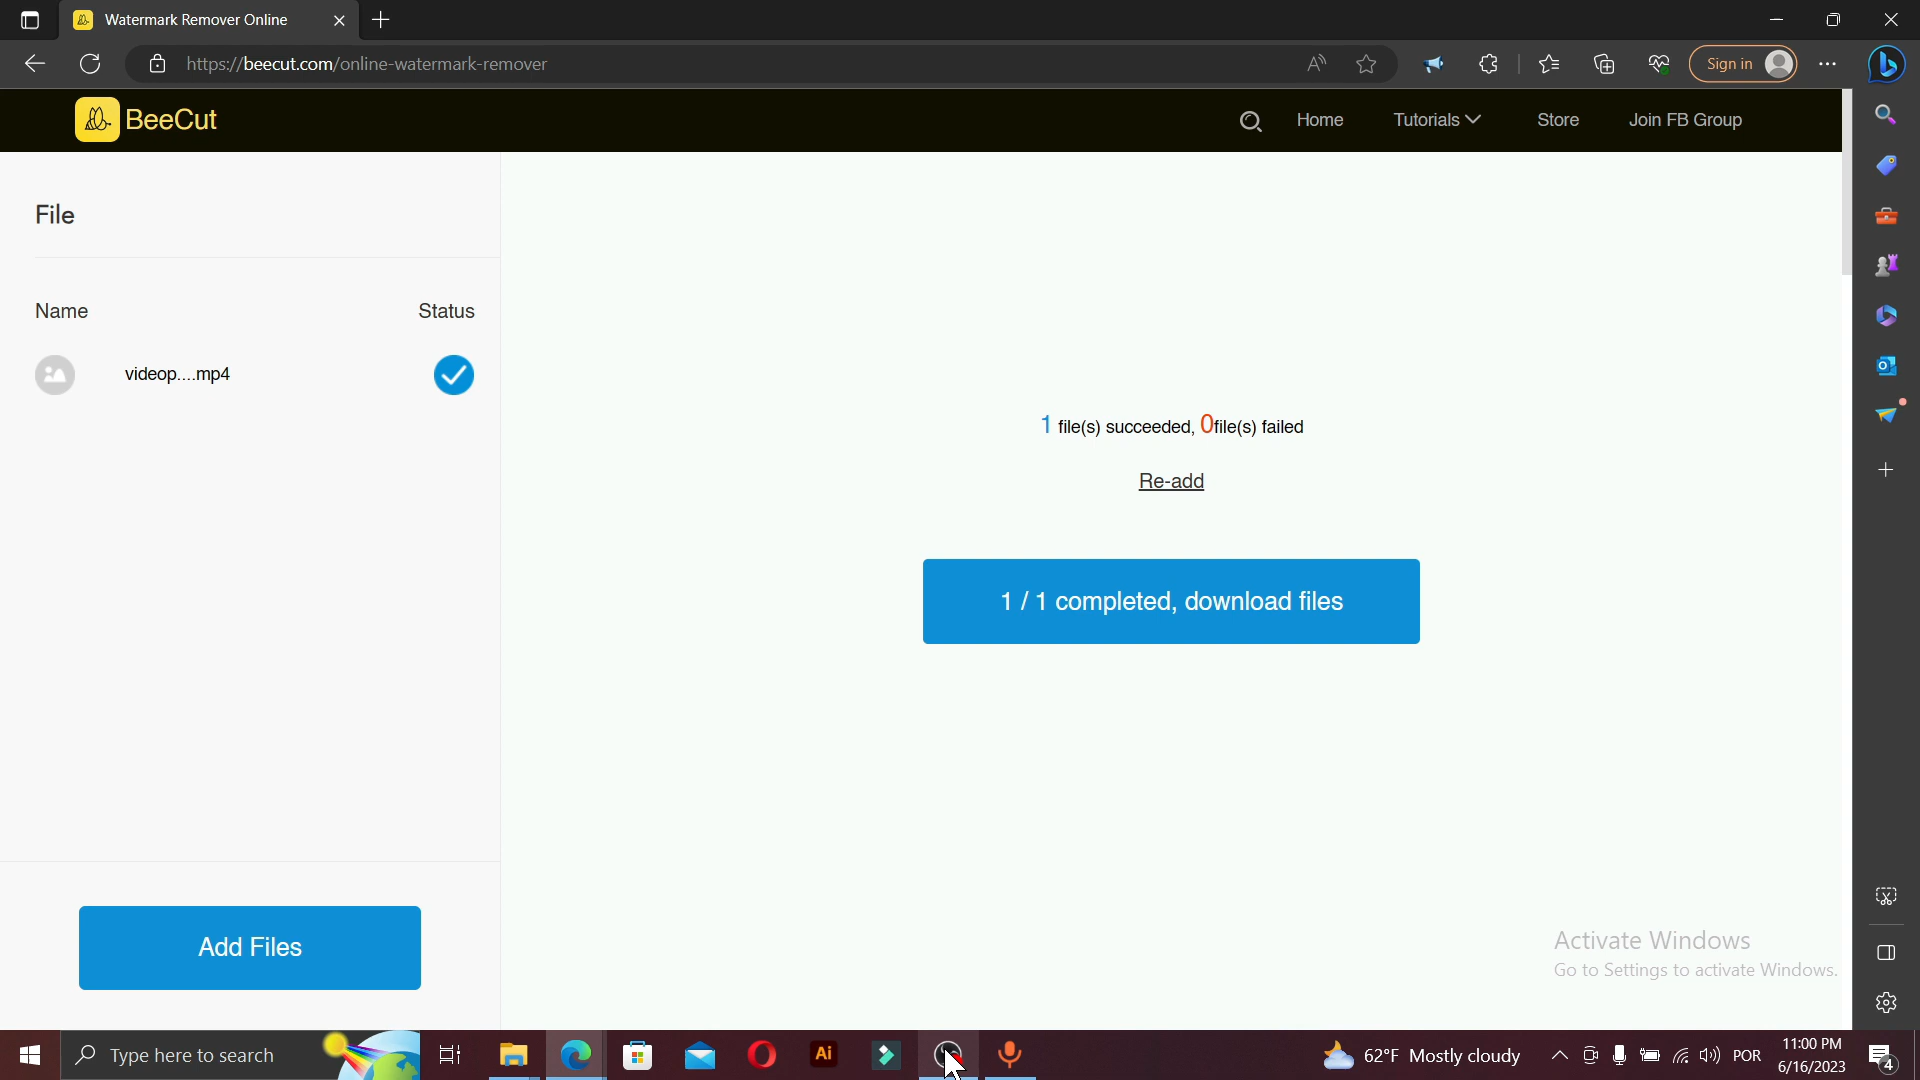 Watermark Remover Online
https://beecut.com/online-watermark-remover
Sign in
BeeCut
Home
Tutorials
Store
Join FB Group
File
Name
Status
videop....mp4
1 file(s) succeeded, 0file(s) failed
Re-add
1 / 1 completed, download files
Add Files
Activate Windows
Go to Settings to activate Windows.
Type here to search
Ai
62°F Mostly cloudy
POR
11:00 PM
6/16/2023
4